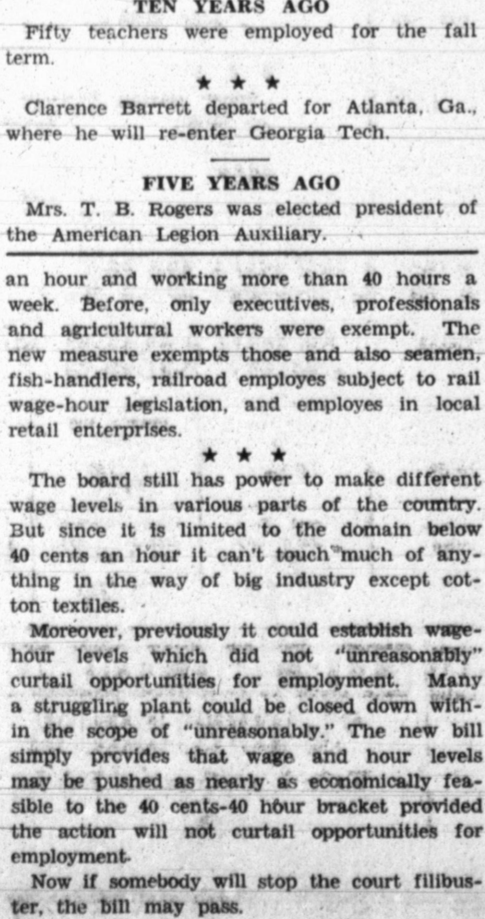 TEN YEARS AGO
Fifty teachers were employed for the fall
term.
★ ★ ★
Clarence Barrett departed for Atlanta, Ga.,
where he will re-enter Georgia Tech.
FIVE YEARS AGO
Mrs. T. B. Rogers was elected president of
the American Legion Auxiliary.
an hour and working more than 40 hours a
week. Before, only executives, professionals
and agricultural workers were exempt. The
new measure exempts those and also seamen,
fish-handlers, railroad employes subject to rail
wage-hour legislation, and employes in local
retail enterprises.
★ ★ ★
The board still has power to make different
wage levels in various parts of the country.
But since it is limited to the domain below
40 cents an hour it can't touch much of any-
thing in the way of big industry except cot-
ton textiles.
Moreover, previously it could establish wage-
hour levels which did not "unreasonably"
curtail opportunities for employment. Many
a struggling plant could be closed down with-
in the scope of "unreasonably." The new bill
simply provides that wage and hour levels
may be pushed as nearly as economically fea-
sible to the 40 cents-40 hour bracket provided
the action will not curtail opportunities for
employment.
Now if somebody will stop the court filibus-
ter, the bill may pass.